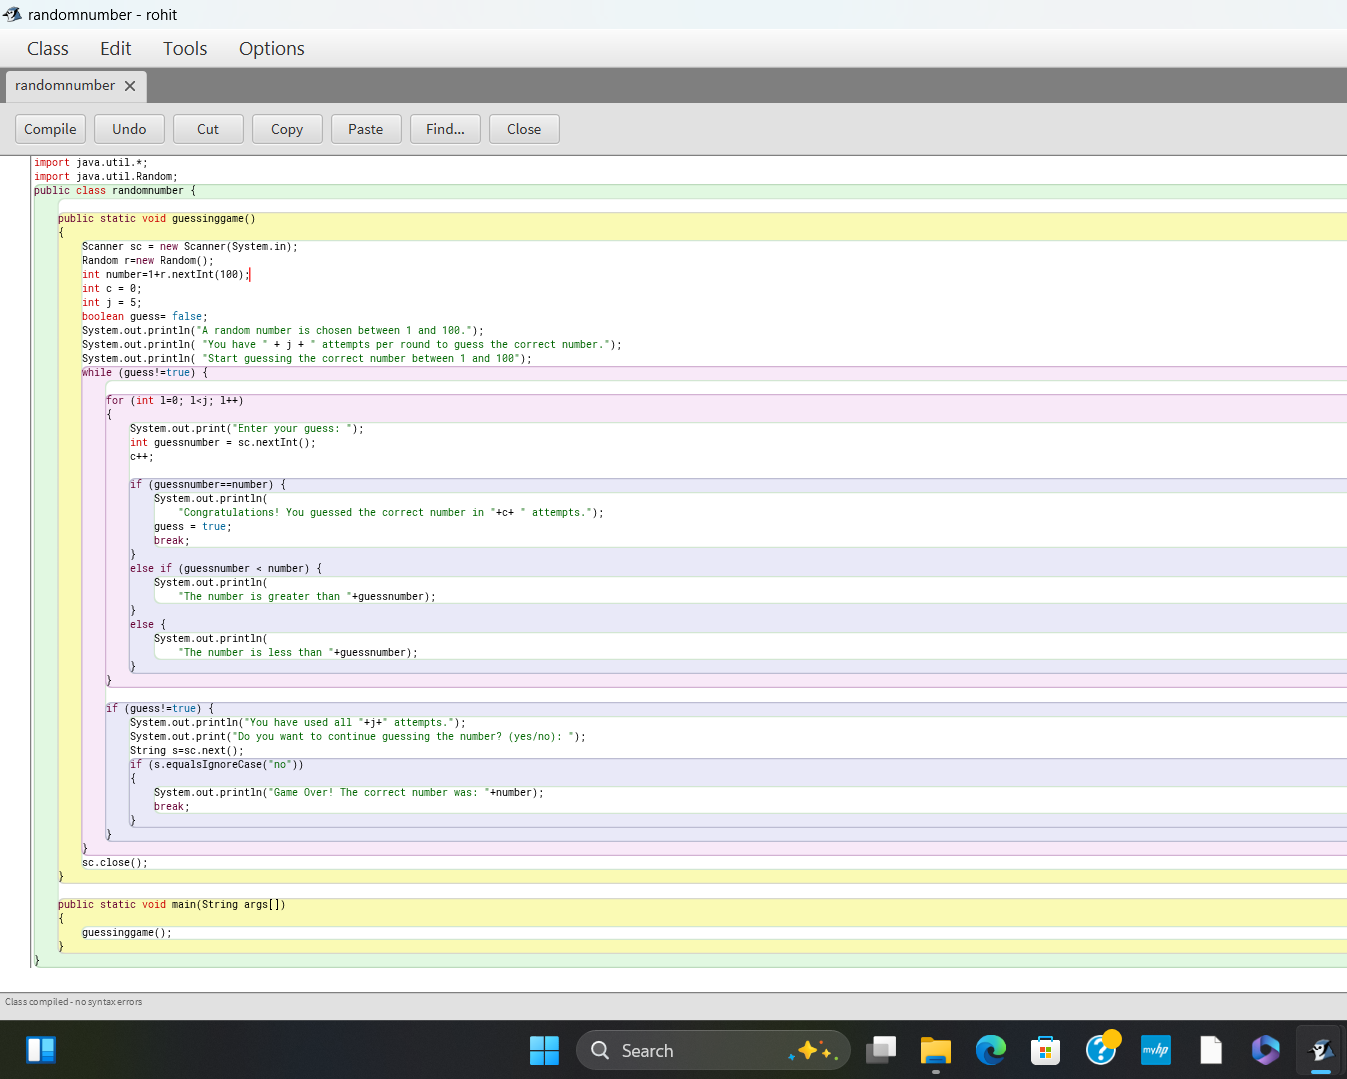 randomnumber - rohit
Class Edit Tools Options
randomnumber
Compile Undo Cut Copy Paste Find... Close
import java.util.*;
import java.util.Random;
public class randomnumber {
public static void guessinggame()
{
Scanner sc = new Scanner(System.in);
Random r=new Random();
int number=1+r.nextInt(100);
int c = 0;
int j = 5;
boolean guess= false;
System.out.println("A random number is chosen between 1 and 100.");
System.out.println( "You have " + j + " attempts per round to guess the correct number.");
System.out.println( "Start guessing the correct number between 1 and 100");
while (guess!=true) {
for (int l=0; l<j; l++)
{
System.out.print("Enter your guess: ");
int guessnumber = sc.nextInt();
c++;
if (guessnumber==number) {
System.out.println(
"Congratulations! You guessed the correct number in "+c+ " attempts.");
guess = true;
break;
}
else if (guessnumber < number) {
System.out.println(
"The number is greater than "+guessnumber);
}
else {
System.out.println(
"The number is less than "+guessnumber);
}
}
if (guess!=true) {
System.out.println("You have used all "+j+" attempts.");
System.out.print("Do you want to continue guessing the number? (yes/no): ");
String s=sc.next();
if (s.equalsIgnoreCase("no"))
{
System.out.println("Game Over! The correct number was: "+number);
break;
}
}
}
sc.close();
}
public static void main(String args[])
{
guessinggame();
}
}
Class compiled - no syntax errors
Search
myhp